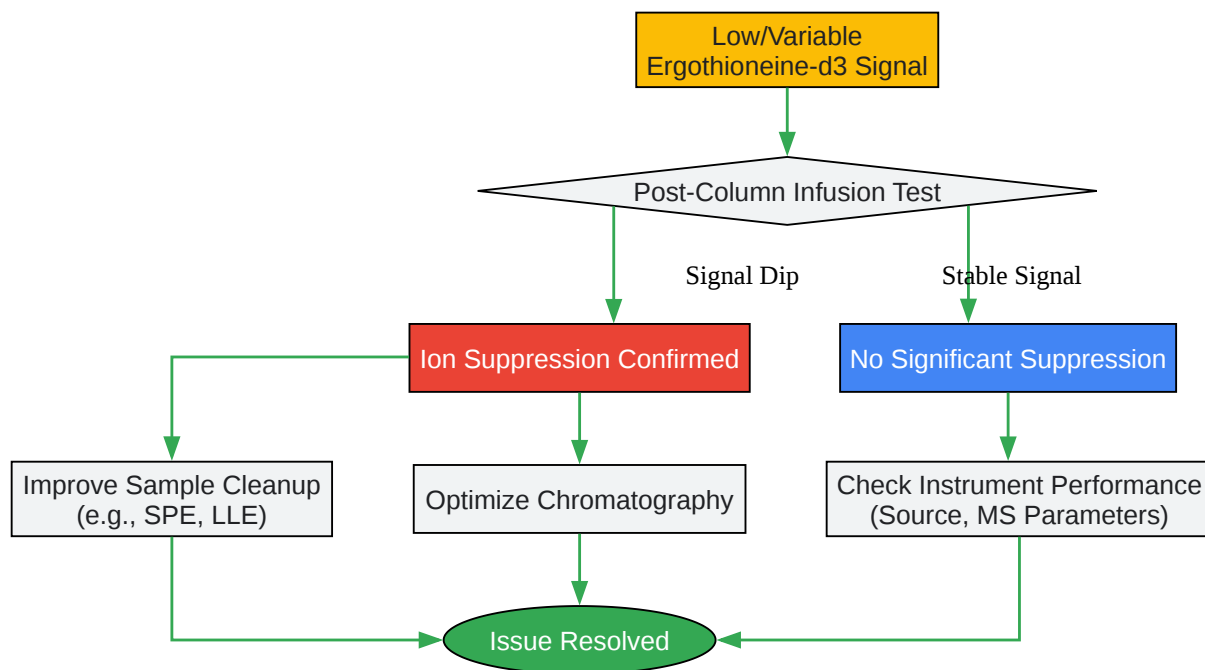 Low/Variable
Ergothioneine-d3 Signal
Post-Column Infusion Test
Signal Dip
Stable Signal
Ion Suppression Confirmed
No Significant Suppression
Improve Sample Cleanup
(e.g., SPE, LLE)
Optimize Chromatography
Check Instrument Performance
(Source, MS Parameters)
Issue Resolved